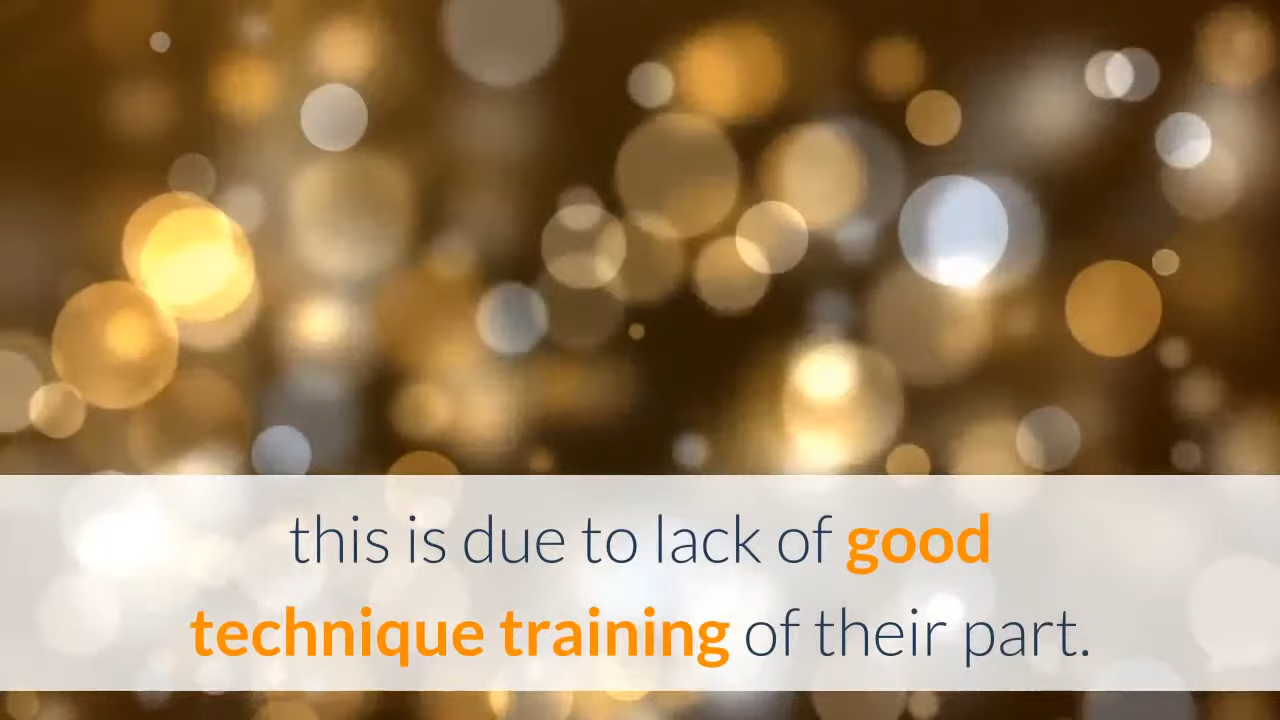 this is due to lack of good
technique training of their part.